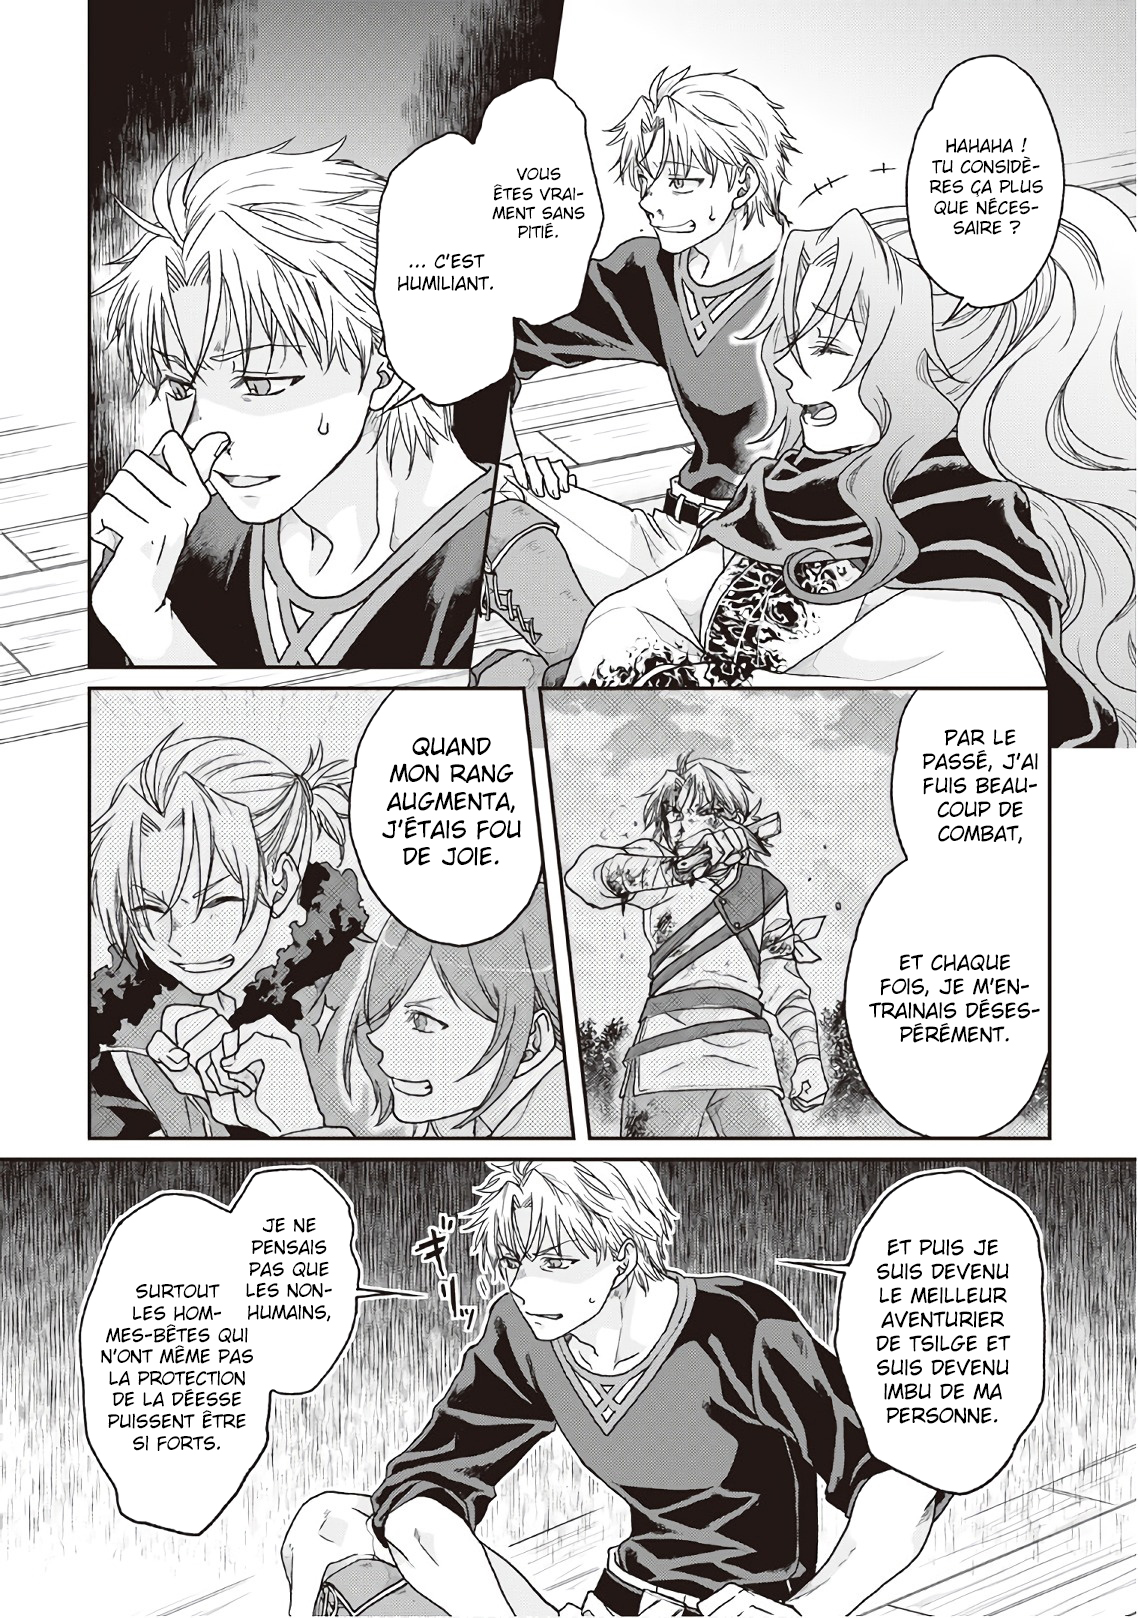 HAHAHA !
TU CONSIDÈ-
RES ÇA PLUS
QUE NÉCES-
SAIRE ?
VOUS
ÊTES VRAI-
MENT SANS
PITIÉ.
... C'EST
HUMILIANT.
PAR LE
PASSÉ, J'AI
FUIS BEAU-
COUP DE
COMBAT,
ET CHAQUE
FOIS, JE M'EN-
TRAINAIS DÉSES-
PÉRÉMENT.
QUAND
MON RANG
AUGMENTA,
J'ÉTAIS FOU
DE JOIE.
ET PUIS JE
SUIS DEVENU
LE MEILLEUR
AVENTURIER
DE TSILGE ET
SUIS DEVENU
IMBU DE MA
PERSONNE.
ギリ
JE NE
PENSAIS
PAS QUE
LES NON-
HUMAINS,
SURTOUT
LES HOM-
MES-BÊTES QUI
N'ONT MÊME PAS
LA PROTECTION
DE LA DÉESSE
PUISSENT ÊTRE
SI FORTS.